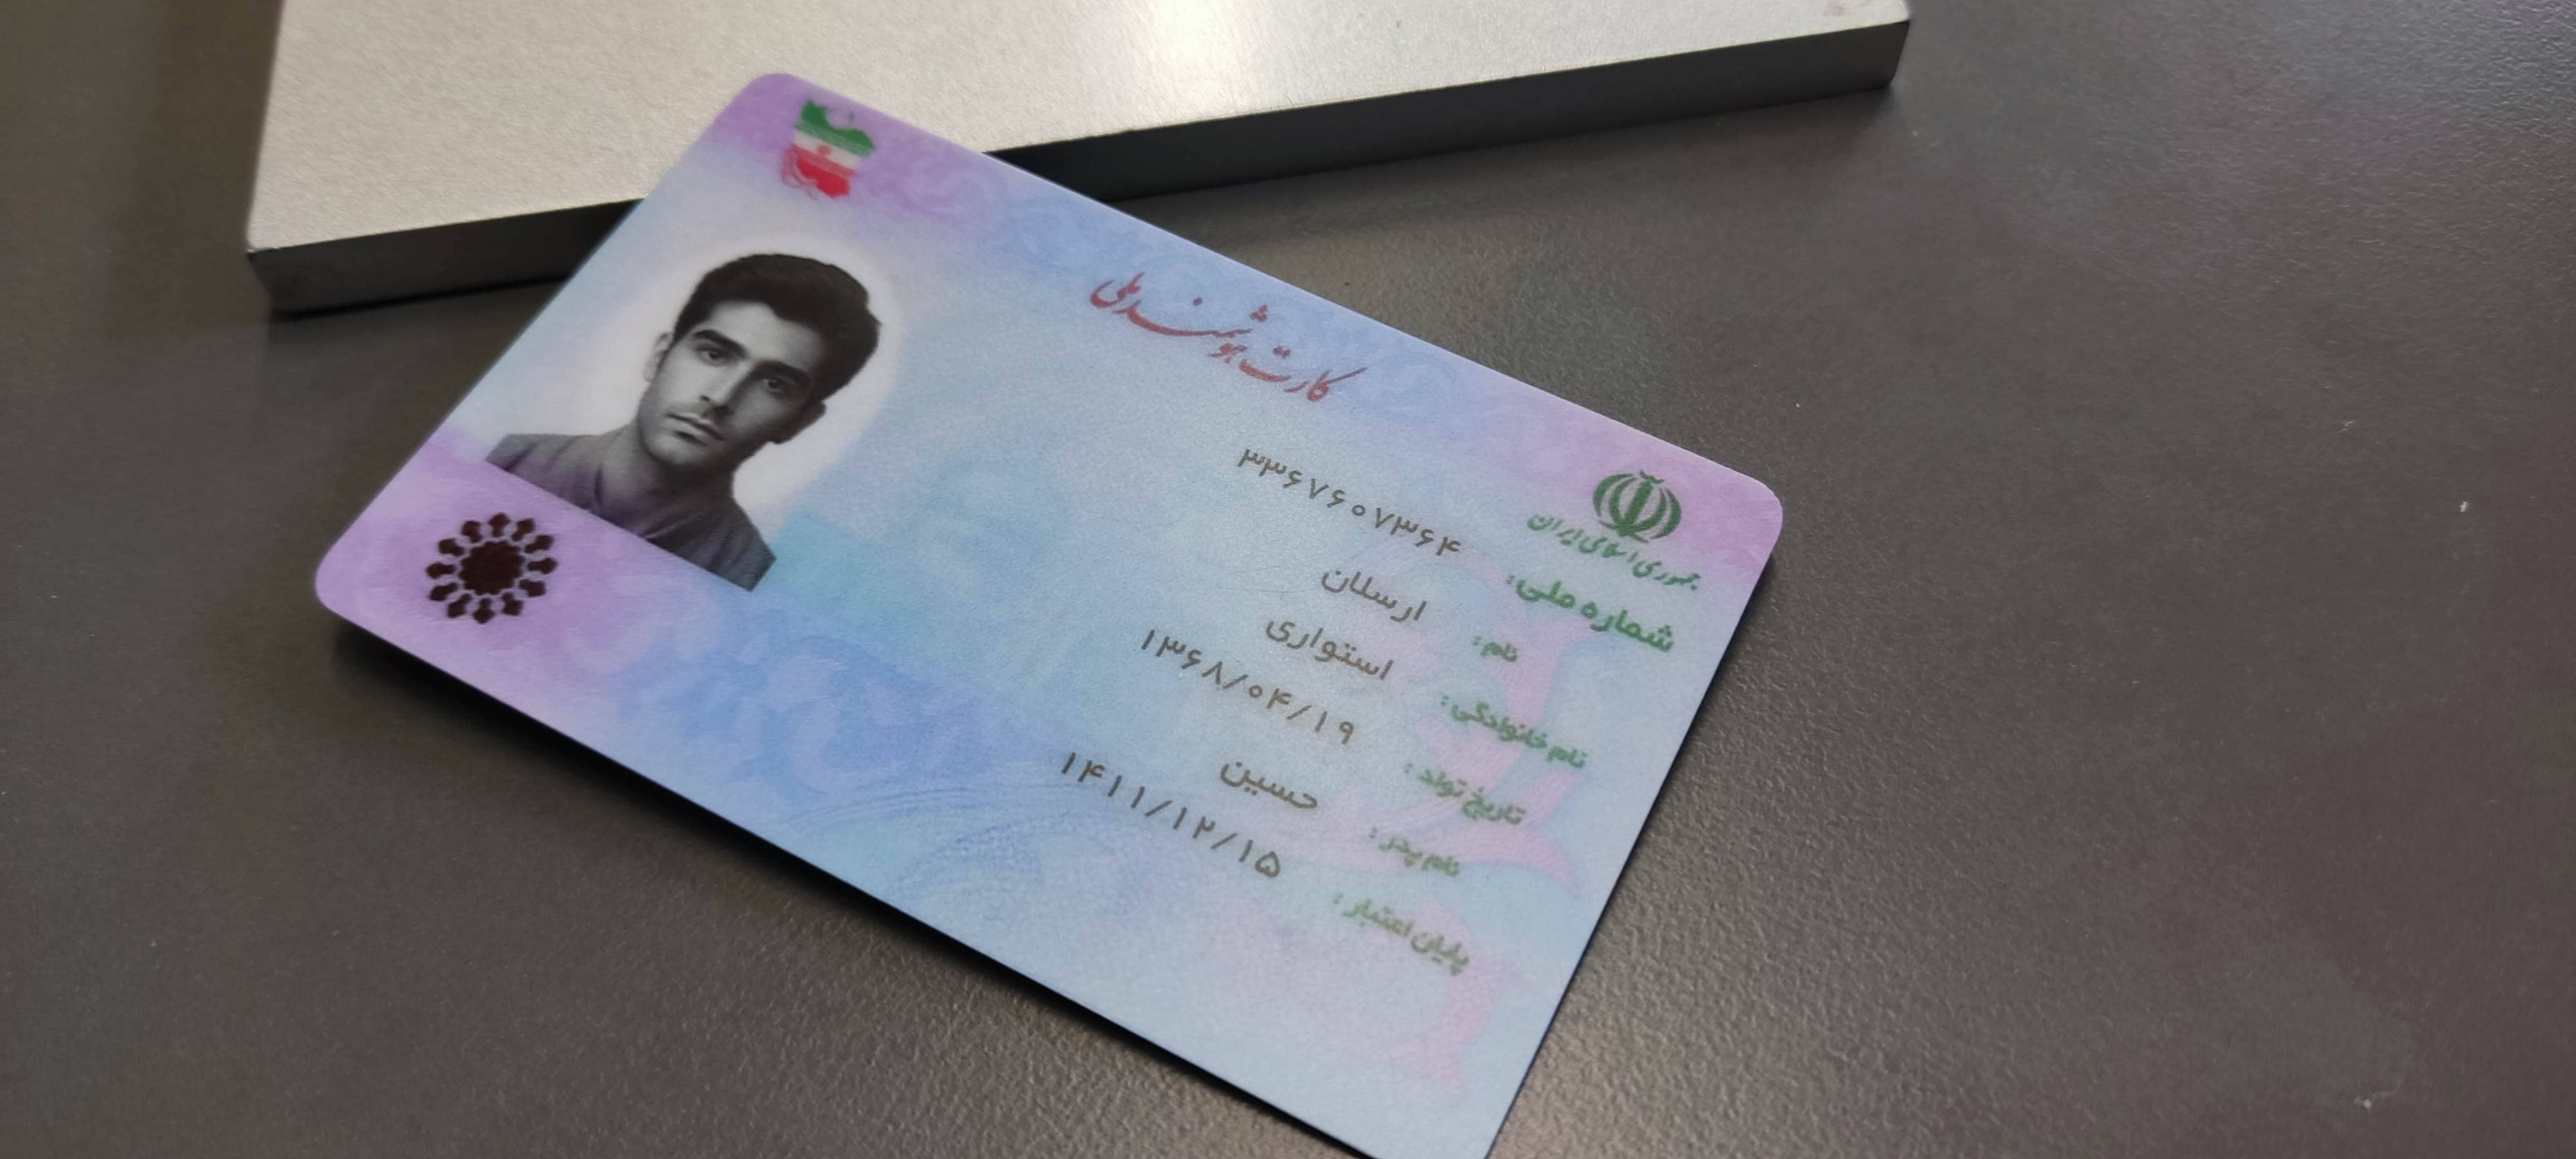 کارت هوشمند ملی
جمهوری اسلامی ایران
شماره ملی: ۳۳۶۷۶۰۷۳۶۴
نام: ارسلان
نام خانوادگی: استواری
تاریخ تولد: ۱۳۶۸/۰۴/۱۹
نام پدر: حسین
پایان اعتبار: ۱۴۱۱/۱۲/۱۵